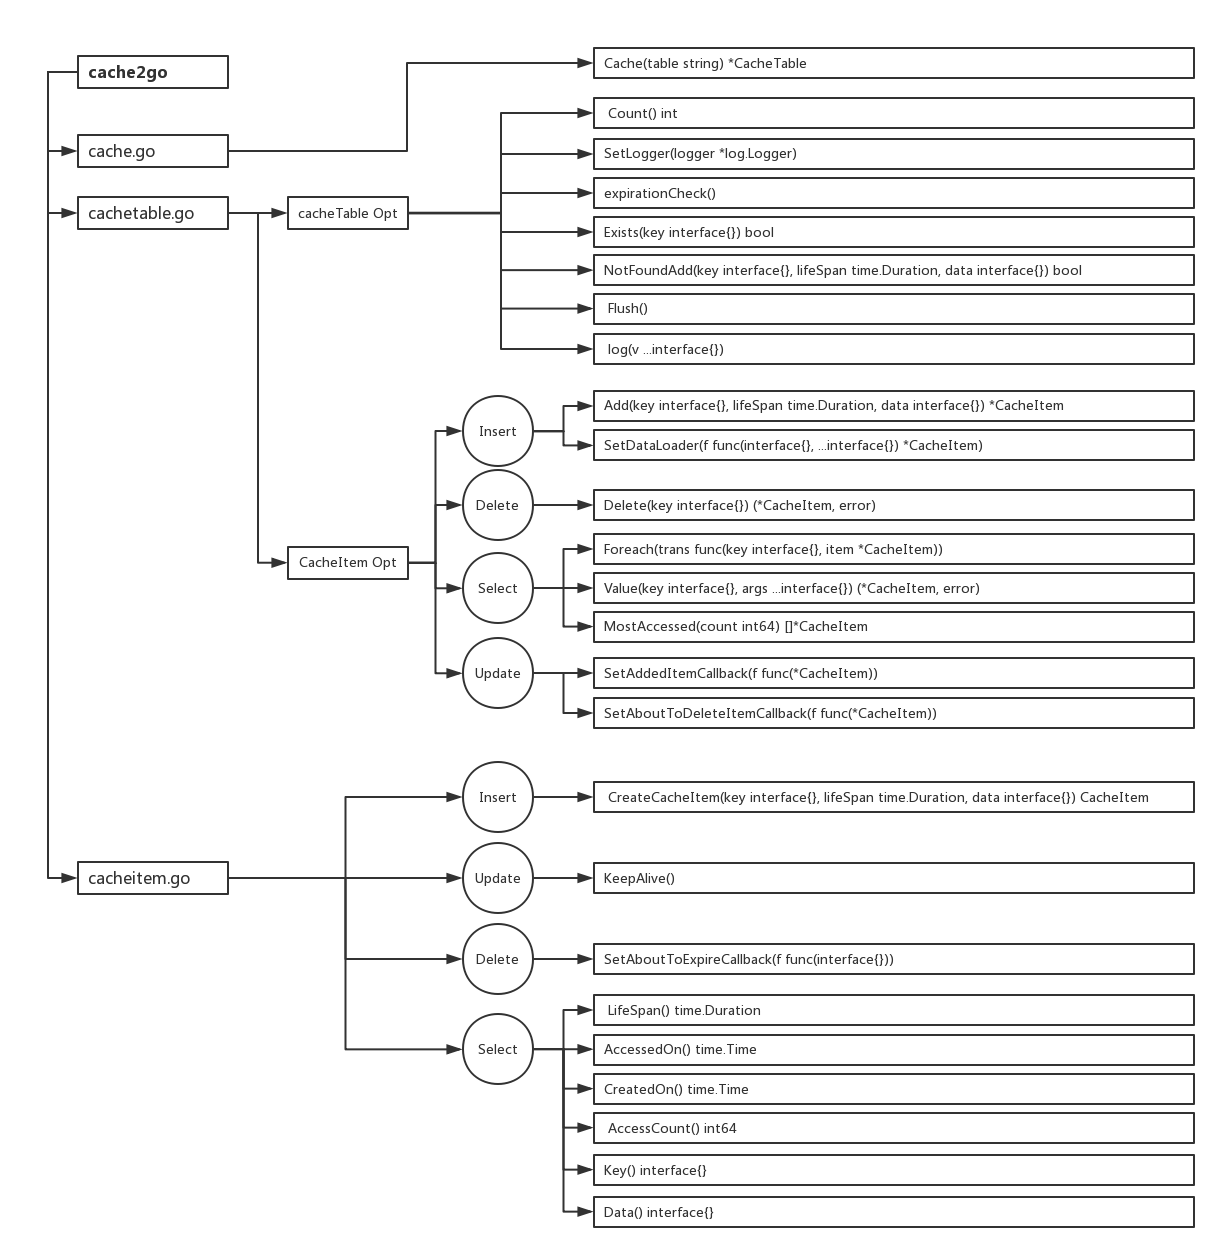 cache2go
Cache(table string) *CacheTable
cache.go
Count() int
SetLogger(logger *log.Logger)
expirationCheck()
cachetable.go
cacheTable Opt
Exists(key interface{}) bool
NotFoundAdd(key interface{}, lifeSpan time.Duration, data interface{}) bool
Flush()
log(v ...interface{})
Insert
Add(key interface{}, lifeSpan time.Duration, data interface{}) *CacheItem
SetDataLoader(f func(interface{}, ...interface{}) *CacheItem)
Delete
Delete(key interface{}) (*CacheItem, error)
CacheItem Opt
Foreach(trans func(key interface{}, item *CacheItem))
Select
Value(key interface{}, args ...interface{}) (*CacheItem, error)
MostAccessed(count int64) []*CacheItem
Update
SetAddedItemCallback(f func(*CacheItem))
SetAboutToDeleteItemCallback(f func(*CacheItem))
Insert
CreateCacheItem(key interface{}, lifeSpan time.Duration, data interface{}) CacheItem
cacheitem.go
Update
KeepAlive()
Delete
SetAboutToExpireCallback(f func(interface{}))
Select
LifeSpan() time.Duration
AccessedOn() time.Time
CreatedOn() time.Time
AccessCount() int64
Key() interface{}
Data() interface{}